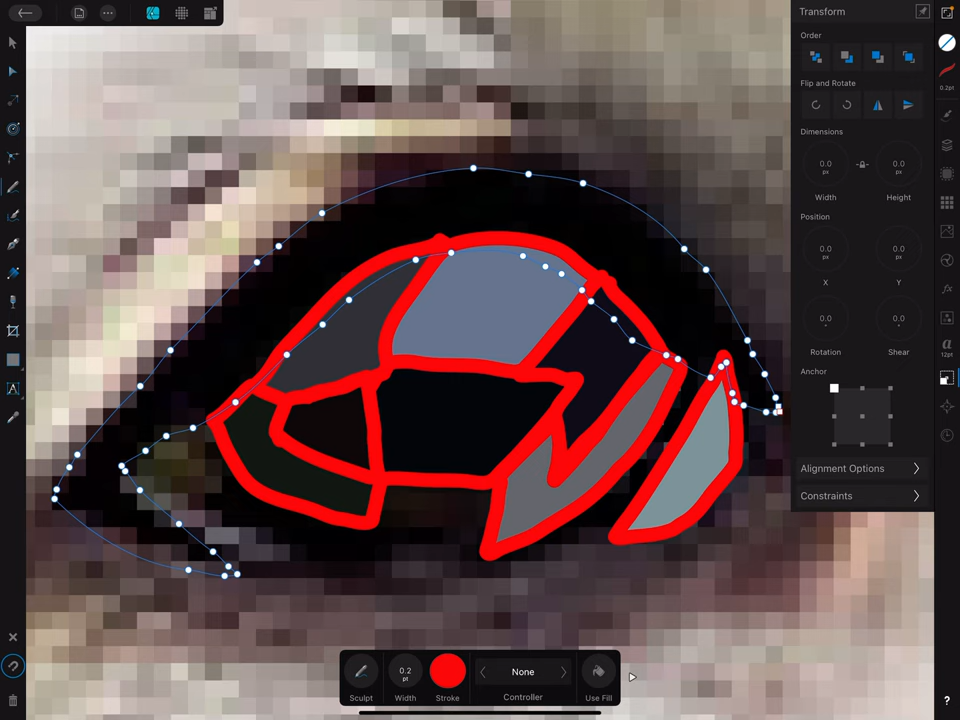 Transform
Order
Flip and Rotate
Dimensions
0.0 px
0.0 px
Width
Height
Position
0.0 px
0.0 px
X
Y
0.0
0.0
Rotation
Shear
Anchor
Alignment Options
Constraints
0.2pt
fx
a
12pt
?
A
0.2 pt
None
Sculpt
Width
Stroke
Controller
Use Fill